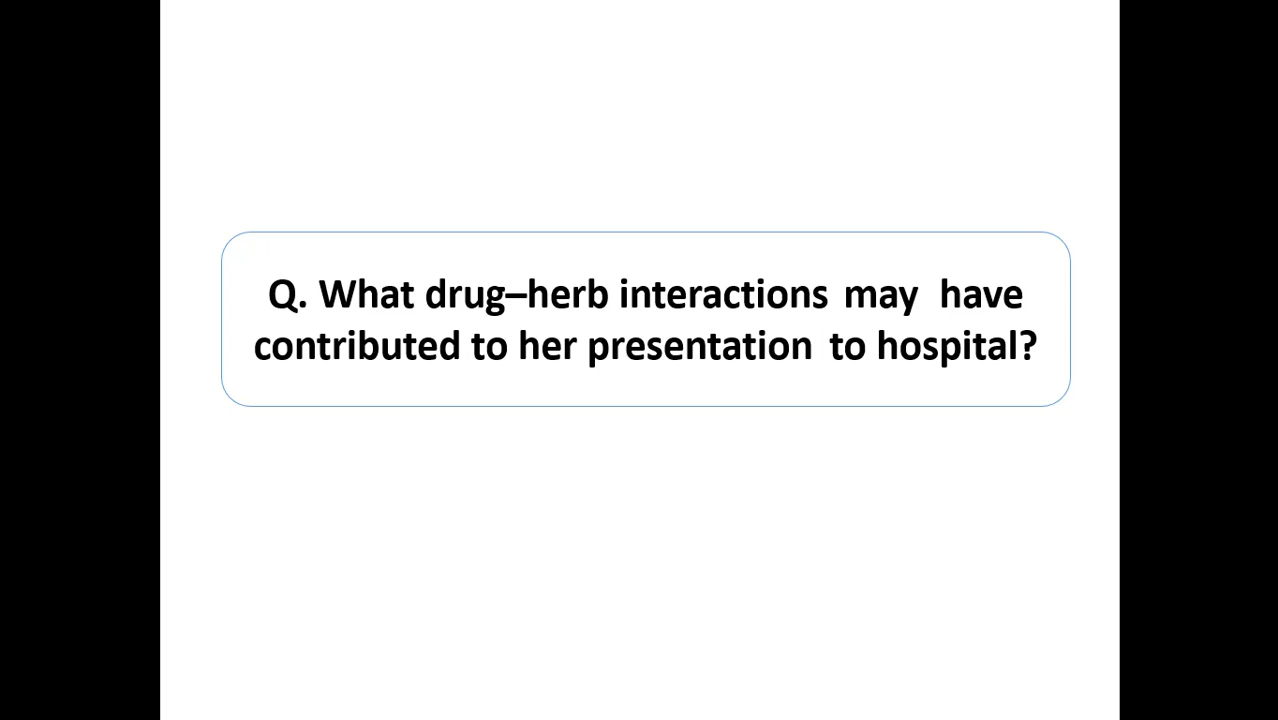 Q. What drug–herb interactions may have
contributed to her presentation to hospital?